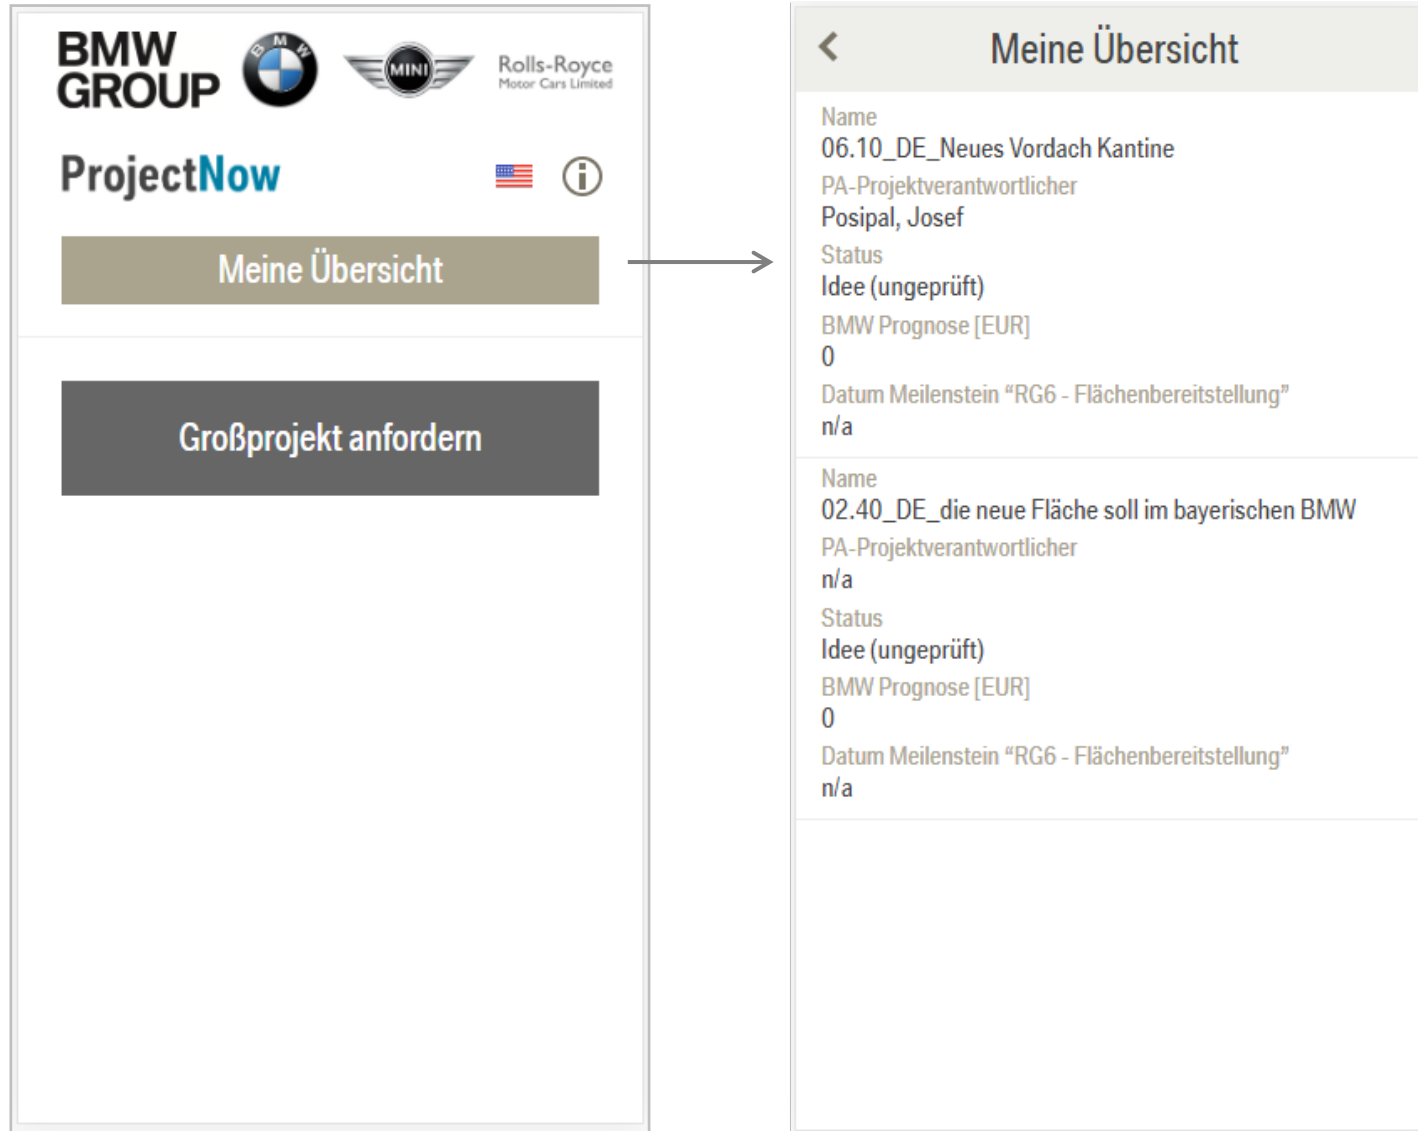 BMW
GROUP
BMW
MINI
Rolls-Royce
Motor Cars Limited
ProjectNow
Meine Übersicht
Großprojekt anfordern
Meine Übersicht
Name
06.10_DE_Neues Vordach Kantine
PA-Projektverantwortlicher
Posipal, Josef
Status
Idee (ungeprüft)
BMW Prognose [EUR]
0
Datum Meilenstein “RG6 - Flächenbereitstellung”
n/a
Name
02.40_DE_die neue Fläche soll im bayerischen BMW
PA-Projektverantwortlicher
n/a
Status
Idee (ungeprüft)
BMW Prognose [EUR]
0
Datum Meilenstein “RG6 - Flächenbereitstellung”
n/a